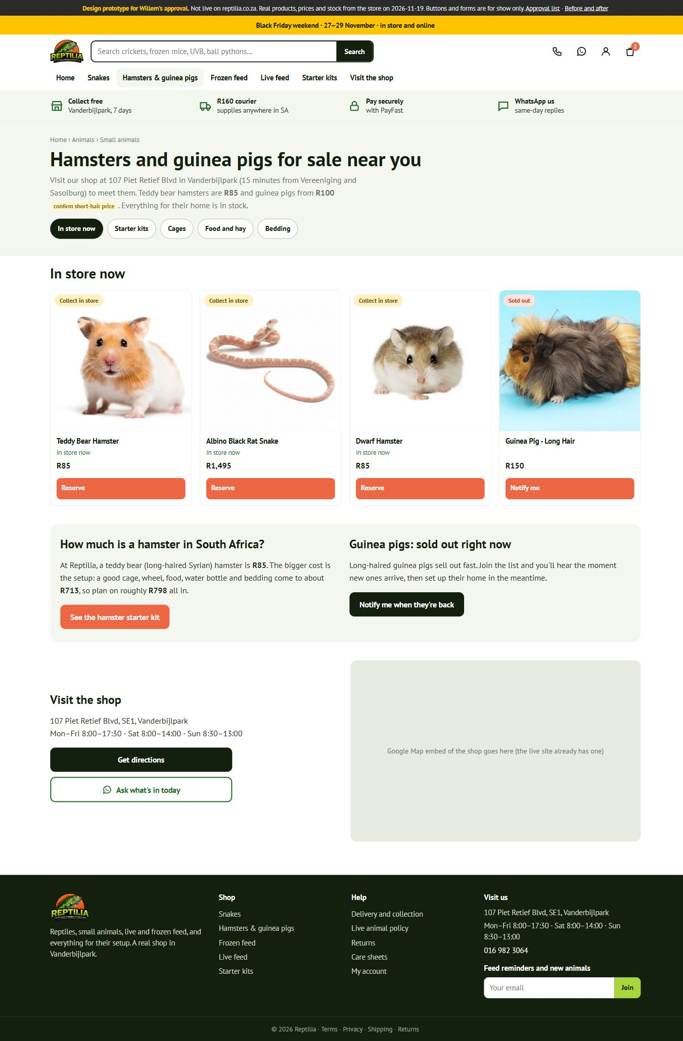 Design prototype for Willem's approval. Not live on reptilia.co.za. Real products, prices and stock from the store on 2026-11-19. Buttons and forms are for show only. Approval list · Before and after
Black Friday weekend · 27–29 November · in store and online
REPTILIA
Search crickets, frozen mice, UVB, ball pythons...
Search
2
Home
Snakes
Hamsters & guinea pigs
Frozen feed
Live feed
Starter kits
Visit the shop
Collect free
Vanderbijlpark, 7 days
R160 courier
supplies anywhere in SA
Pay securely
with PayFast
WhatsApp us
same-day replies
Home › Animals › Small animals
Hamsters and guinea pigs for sale near you
Visit our shop at 107 Piet Retief Blvd in Vanderbijlpark (15 minutes from Vereeniging and
Sasolburg) to meet them. Teddy bear hamsters are R85 and guinea pigs from R100
confirm short-hair price . Everything for their home is in stock.
In store now
Starter kits
Cages
Food and hay
Bedding
In store now
Collect in store
Collect in store
Collect in store
Sold out
Teddy Bear Hamster
In store now
R85
Reserve
Albino Black Rat Snake
In store now
R1,495
Reserve
Dwarf Hamster
In store now
R85
Reserve
Guinea Pig - Long Hair
R150
Notify me
How much is a hamster in South Africa?
At Reptilia, a teddy bear (long-haired Syrian) hamster is R85. The bigger cost is
the setup: a good cage, wheel, food, water bottle and bedding come to about
R713, so plan on roughly R798 all in.
See the hamster starter kit
Guinea pigs: sold out right now
Long-haired guinea pigs sell out fast. Join the list and you'll hear the moment
new ones arrive, then set up their home in the meantime.
Notify me when they're back
Visit the shop
107 Piet Retief Blvd, SE1, Vanderbijlpark
Mon–Fri 8:00–17:30 · Sat 8:00–14:00 · Sun 8:30–13:00
Get directions
Ask what's in today
Google Map embed of the shop goes here (the live site already has one)
REPTILIA
Reptiles, small animals, live and frozen feed, and
everything for their setup. A real shop in
Vanderbijlpark.
Shop
Snakes
Hamsters & guinea pigs
Frozen feed
Live feed
Starter kits
Help
Delivery and collection
Live animal policy
Returns
Care sheets
My account
Visit us
107 Piet Retief Blvd, SE1, Vanderbijlpark
Mon–Fri 8:00–17:30 · Sat 8:00–14:00 · Sun
8:30–13:00
016 982 3064
Feed reminders and new animals
Your email
Join
© 2026 Reptilia · Terms · Privacy · Shipping · Returns